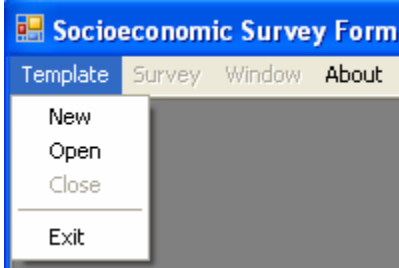 Socioeconomic Survey Form
Template Survey Window About
New
Open
Close
Exit